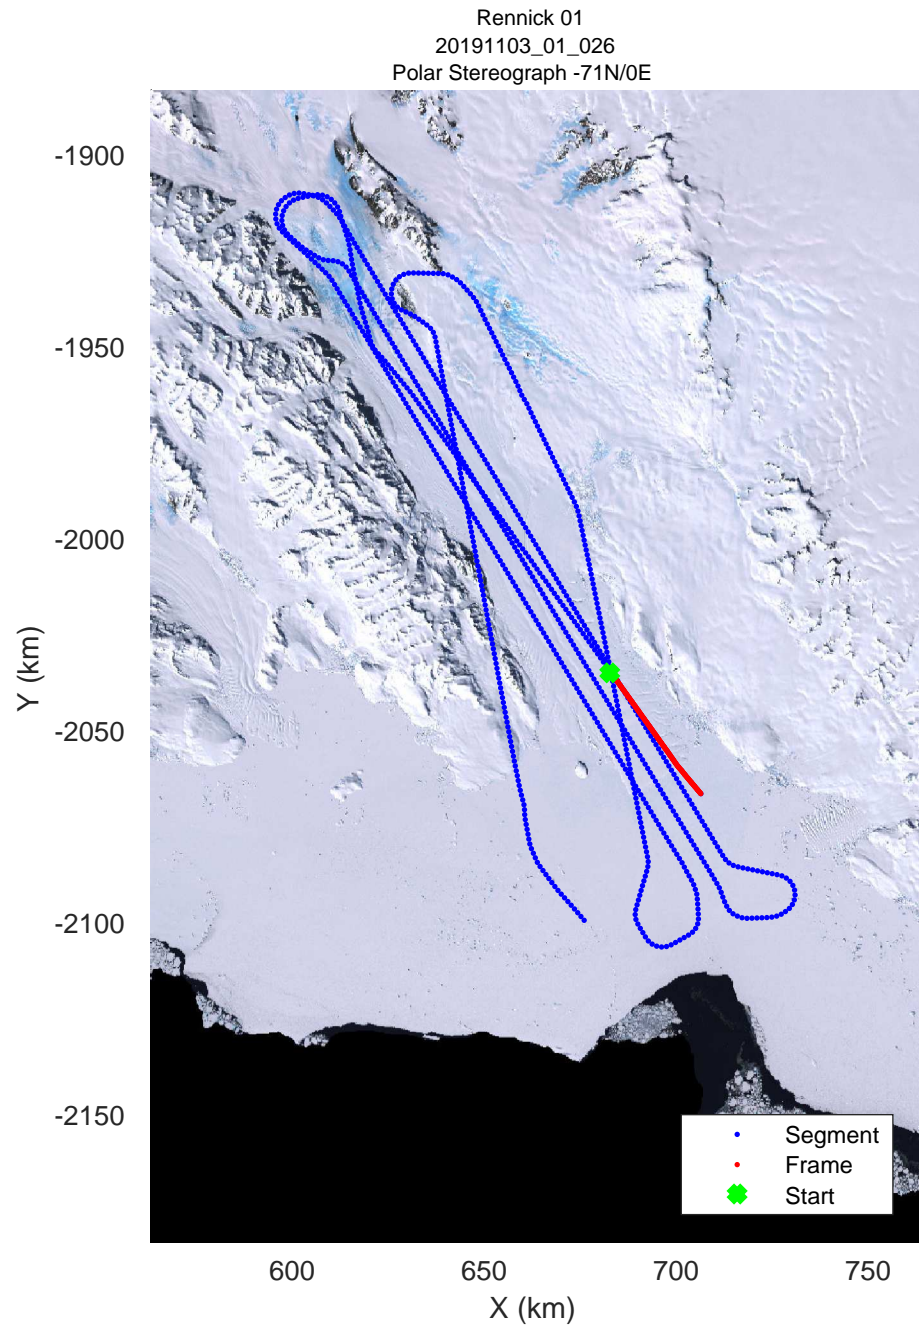 Rennick 01
20191103_01_026
Polar Stereograph -71N/0E
-1900
-1950
-2000
-2050
-2100
-2150
Y (km)
Segment
Frame
Start
600
650
700
750
X (km)